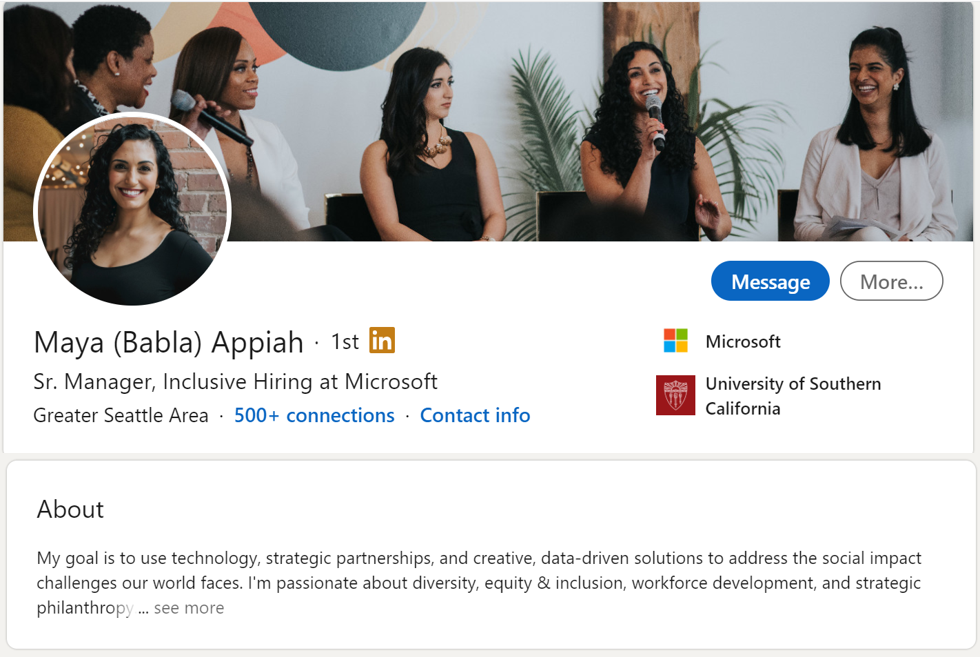 Message
More...
Maya (Babla) Appiah · 1st in
Sr. Manager, Inclusive Hiring at Microsoft
Greater Seattle Area · 500+ connections · Contact info
Microsoft
University of Southern
California
About
My goal is to use technology, strategic partnerships, and creative, data-driven solutions to address the social impact
challenges our world faces. I'm passionate about diversity, equity & inclusion, workforce development, and strategic
philanthropy ... see more